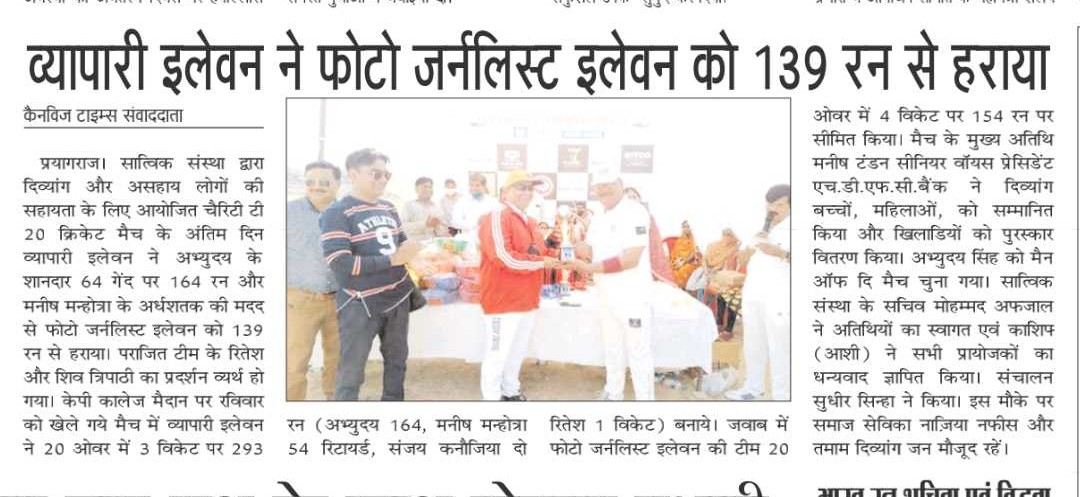 व्यापारी इलेवन ने फोटो जर्नलिस्ट इलेवन को 139 रन से हराया
कैनविज टाइम्स संवाददाता
प्रयागराज। सात्विक संस्था द्वारा
दिव्यांग और असहाय लोगों की
सहायता के लिए आयोजित चैरिटी टी
20 क्रिकेट मैच के अंतिम दिन
व्यापारी इलेवन ने अभ्युदय के
शानदार 64 गेंद पर 164 रन और
मनीष मन्होत्रा के अर्धशतक की मदद
से फोटो जर्नलिस्ट इलेवन को 139
रन से हराया। पराजित टीम के रितेश
और शिव त्रिपाठी का प्रदर्शन व्यर्थ हो
गया। केपी कालेज मैदान पर रविवार
को खेले गये मैच में व्यापारी इलेवन
ने 20 ओवर में 3 विकेट पर 293
रन (अभ्युदय 164, मनीष मन्होत्रा
54 रिटायर्ड, संजय कनौजिया दो
रितेश 1 विकेट) बनाये। जवाब में
फोटो जर्नलिस्ट इलेवन की टीम 20
ओवर में 4 विकेट पर 154 रन पर
सीमित किया। मैच के मुख्य अतिथि
मनीष टंडन सीनियर वॉयस प्रेसिडेंट
एच.डी.एफ.सी.बैंक ने दिव्यांग
बच्चों, महिलाओं, को सम्मानित
किया और खिलाडियों को पुरस्कार
वितरण किया। अभ्युदय सिंह को मैन
ऑफ दि मैच चुना गया। सात्विक
संस्था के सचिव मोहम्मद अफजाल
ने अतिथियों का स्वागत एवं काशिफ
(आशी) ने सभी प्रायोजकों का
धन्यवाद ज्ञापित किया। संचालन
सुधीर सिन्हा ने किया। इस मौके पर
समाज सेविका नाज़िया नफीस और
तमाम दिव्यांग जन मौजूद रहें।
ATHLETIC
9